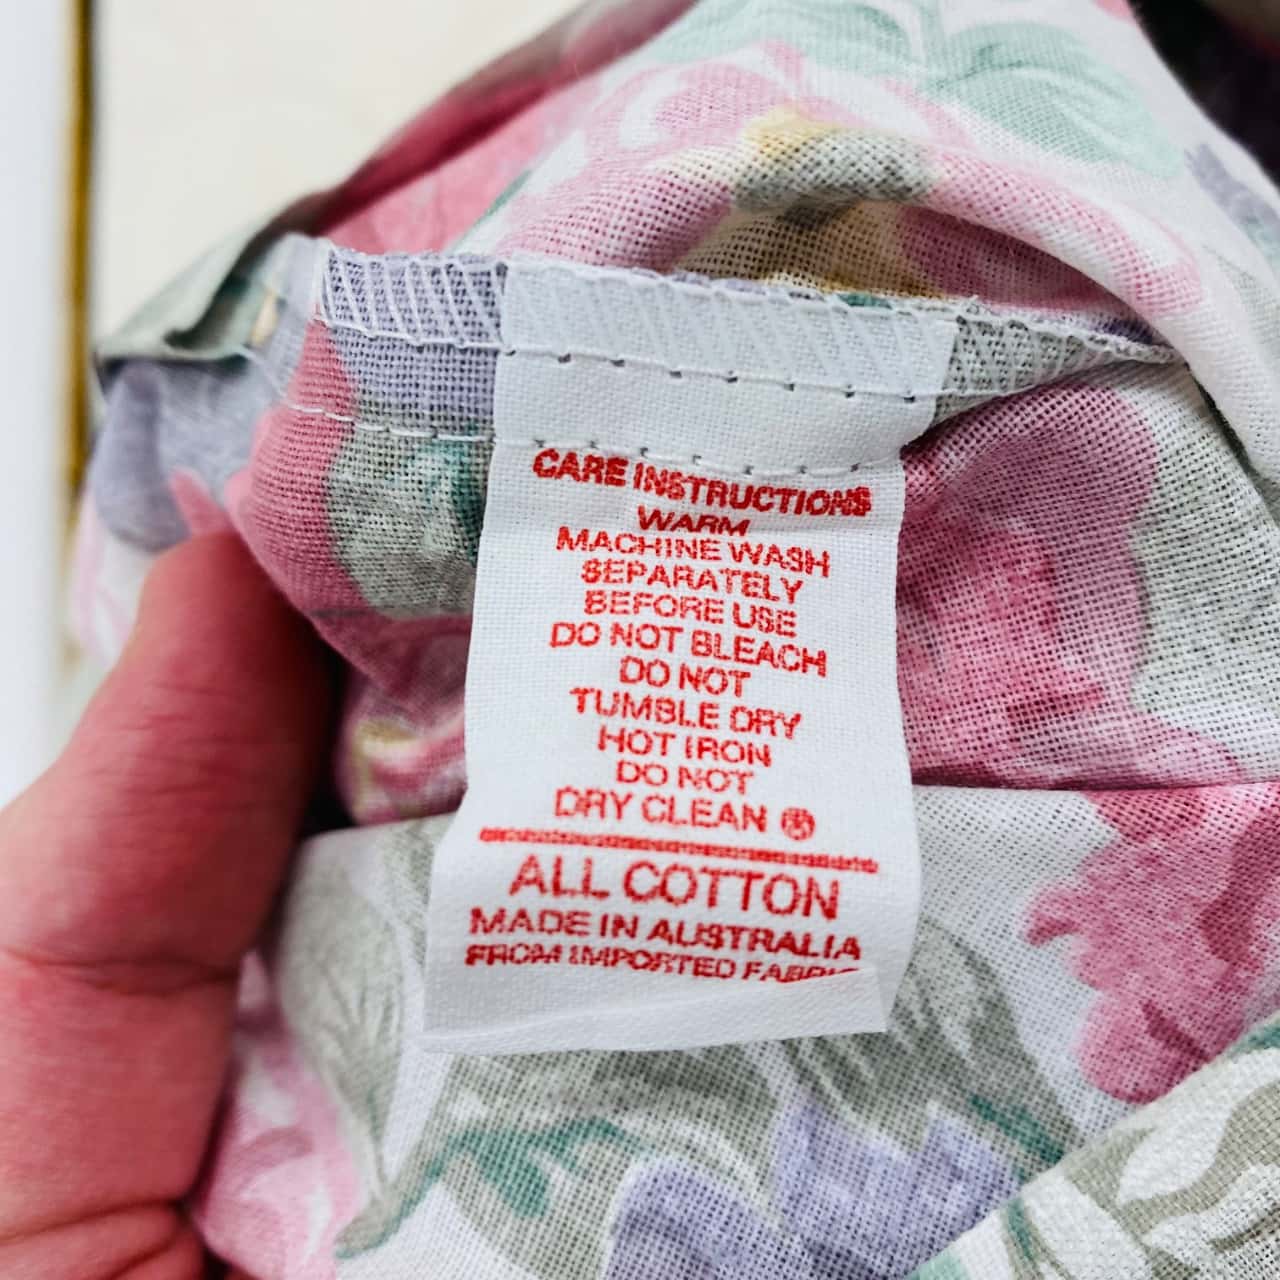 CARE INSTRUCTIONS
WARM
MACHINE WASH
SEPARATELY
BEFORE USE
DO NOT BLEACH
DO NOT
TUMBLE DRY
HOT IRON
DO NOT
DRY CLEAN
ALL COTTON
MADE IN AUSTRALIA
FROM IMPORTED FABRIC